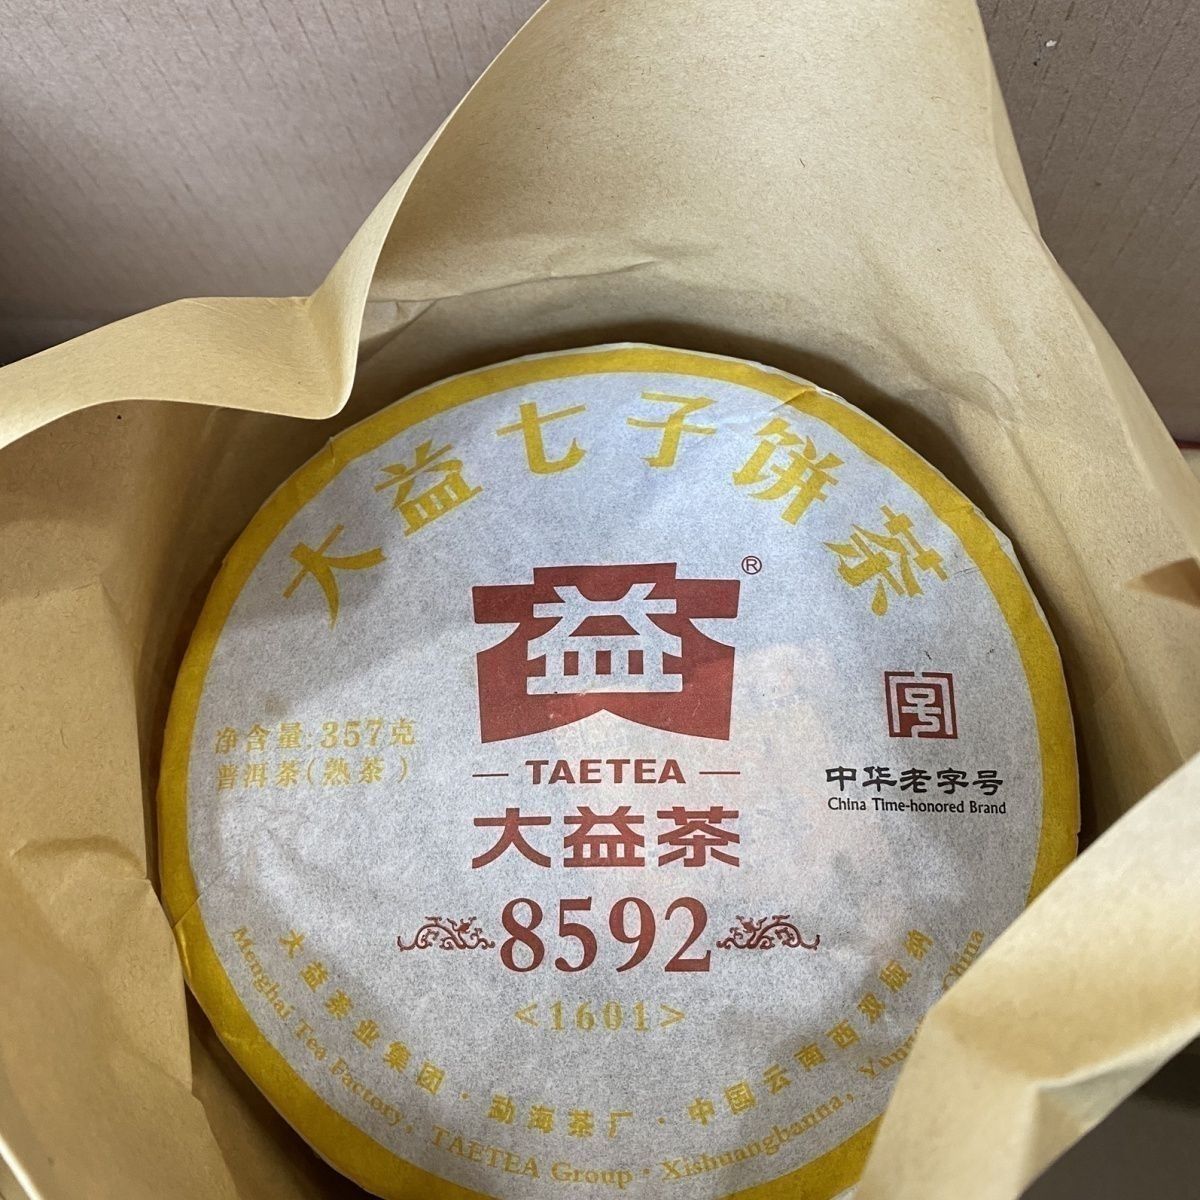 大益七子饼茶
益
®
净含量:357克
普洱茶(熟茶)
TAETEA
大益茶
8592
<1601>
号
中华老字号
China Time-honored Brand
大益茶业集团·勐海茶厂·中国云南西双版纳
Menghai Tea Factory, TAETEA Group·Xishuangbanna, China